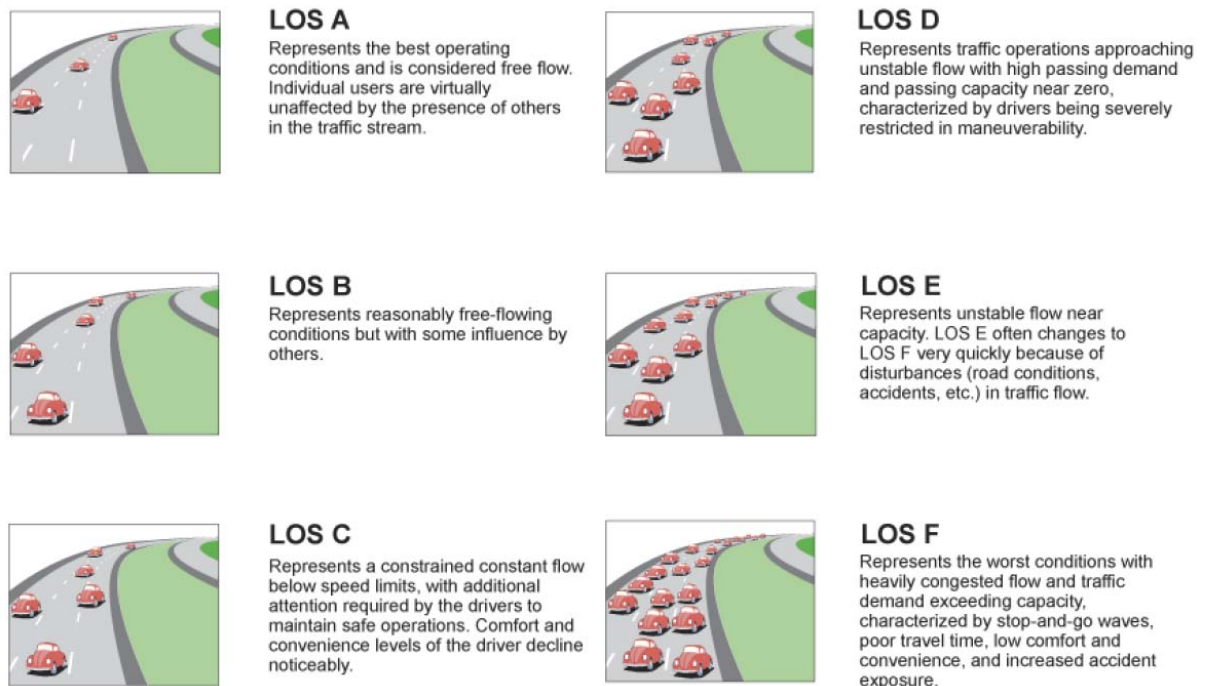 LOS A
Represents the best operating
conditions and is considered free flow.
Individual users are virtually
unaffected by the presence of others
in the traffic stream.
LOS B
Represents reasonably free-flowing
conditions but with some influence by
others.
LOS C
Represents a constrained constant flow
below speed limits, with additional
attention required by the drivers to
maintain safe operations. Comfort and
convenience levels of the driver decline
noticeably.
LOS D
Represents traffic operations approaching
unstable flow with high passing demand
and passing capacity near zero,
characterized by drivers being severely
restricted in maneuverability.
LOS E
Represents unstable flow near
capacity. LOS E often changes to
LOS F very quickly because of
disturbances (road conditions,
accidents, etc.) in traffic flow.
LOS F
Represents the worst conditions with
heavily congested flow and traffic
demand exceeding capacity,
characterized by stop-and-go waves,
poor travel time, low comfort and
convenience, and increased accident
exposure.